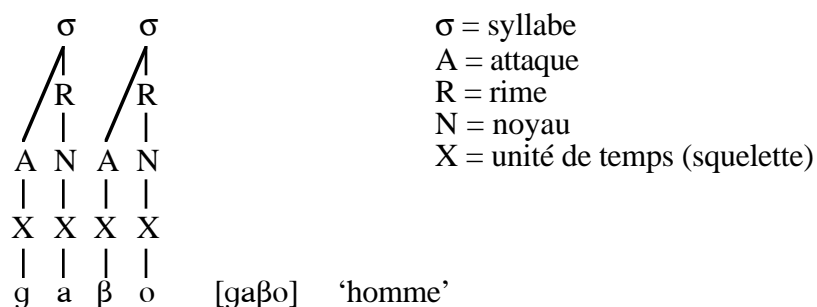 σ σ σ = syllabe
A = attaque
R R R = rime
N = noyau
A N A N X = unité de temps (squelette)
X X X X
g a β o [gaβo] ‘homme’